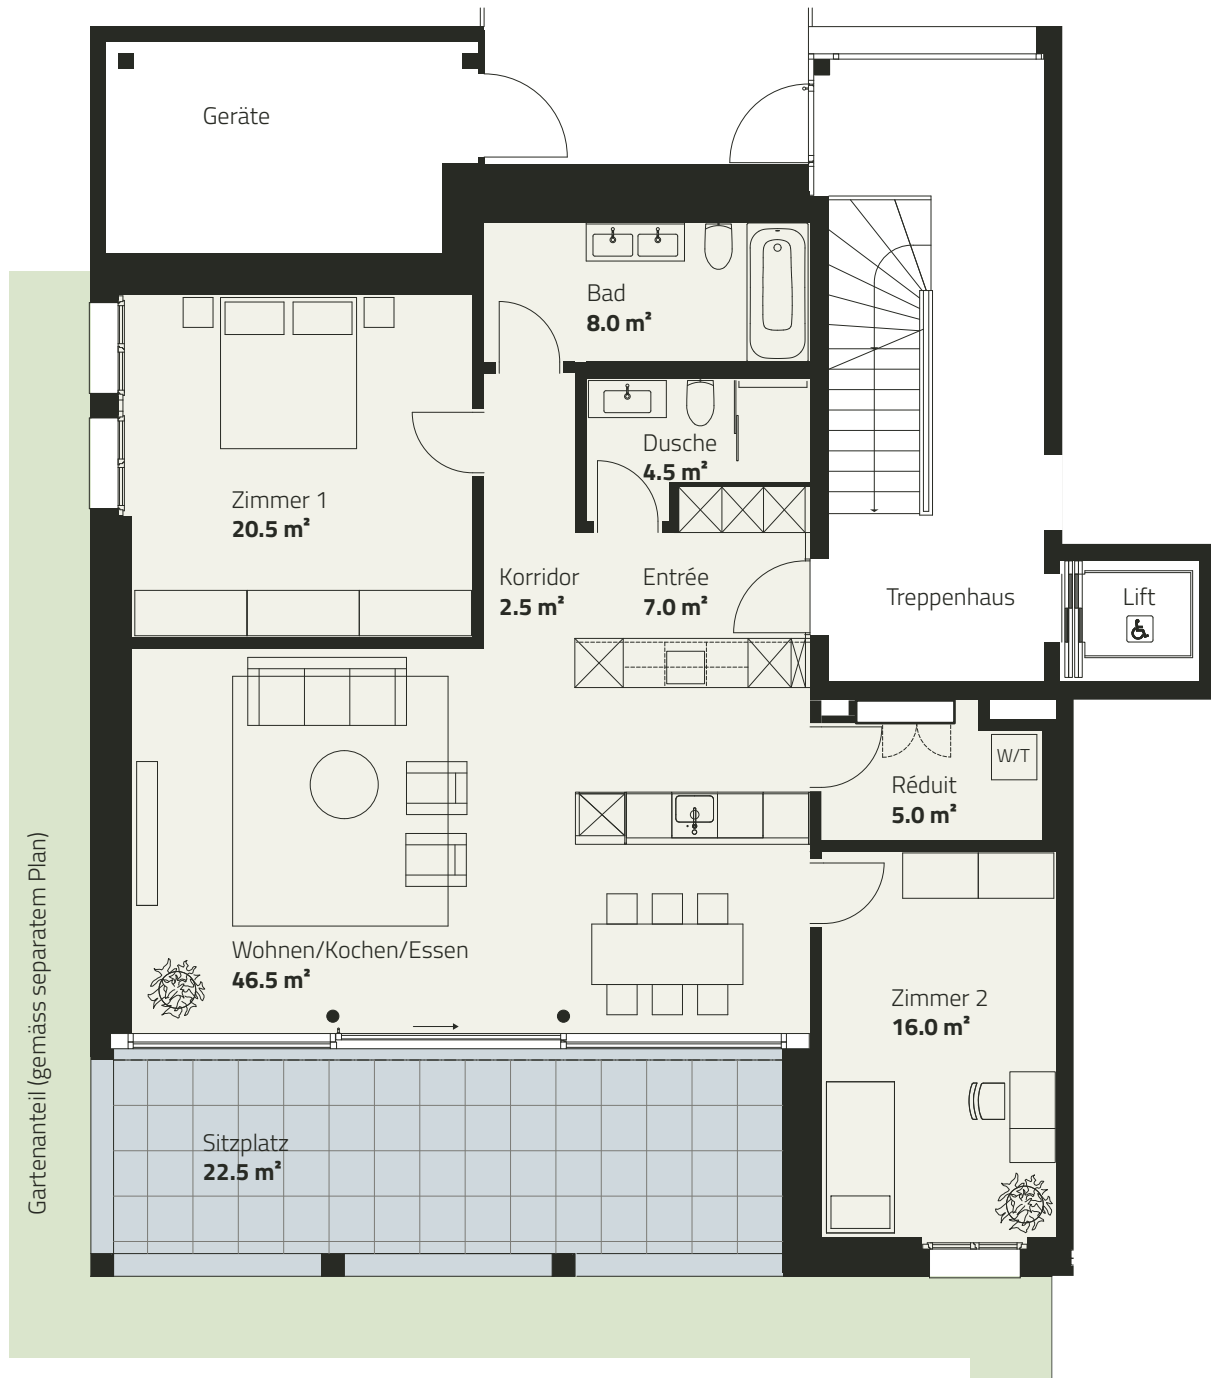 Geräte
Bad
8.0 m²
Dusche
4.5 m²
Zimmer 1
20.5 m²
Korridor
2.5 m²
Entrée
7.0 m²
Treppenhaus
Lift
W/T
Réduit
5.0 m²
Wohnen/Kochen/Essen
46.5 m²
Zimmer 2
16.0 m²
Sitzplatz
22.5 m²
Gartenanteil (gemäss separatem Plan)